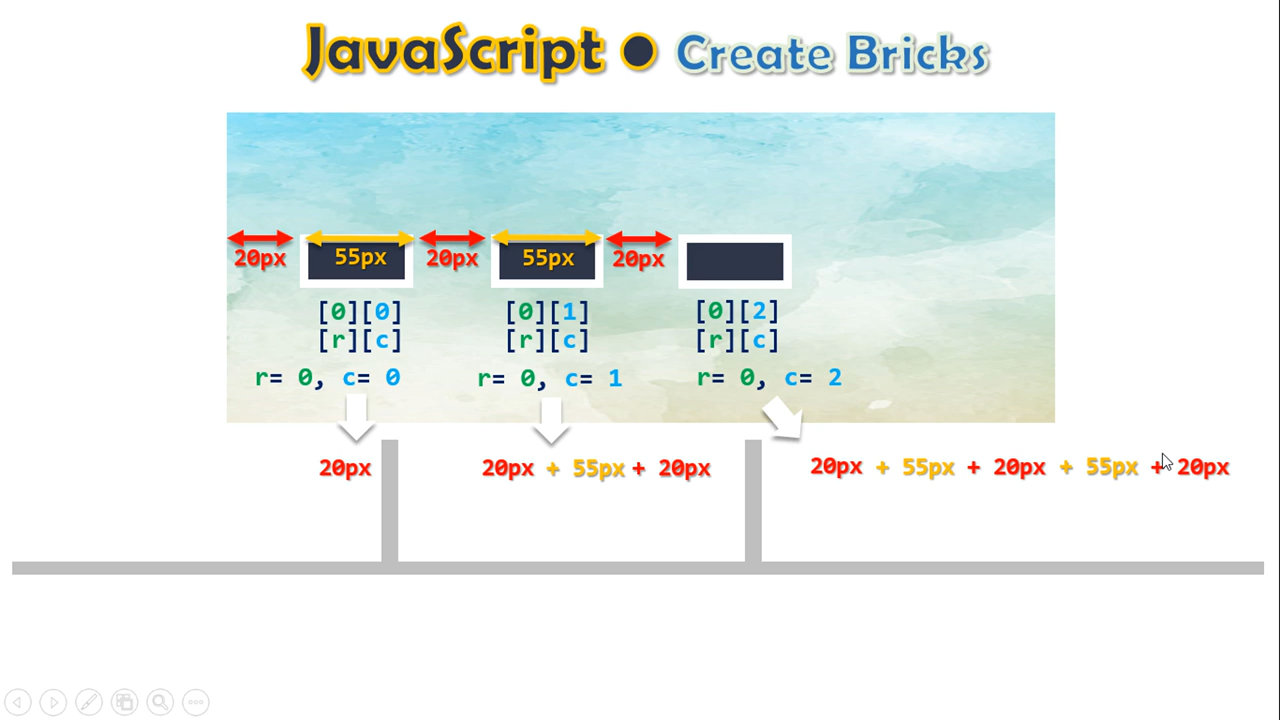 JavaScript • Create Bricks
20px 55px 20px 55px 20px
[0][0] [0][1] [0][2]
[r][c] [r][c] [r][c]
r= 0, c= 0 r= 0, c= 1 r= 0, c= 2
20px 20px + 55px + 20px 20px + 55px + 20px + 55px + 20px